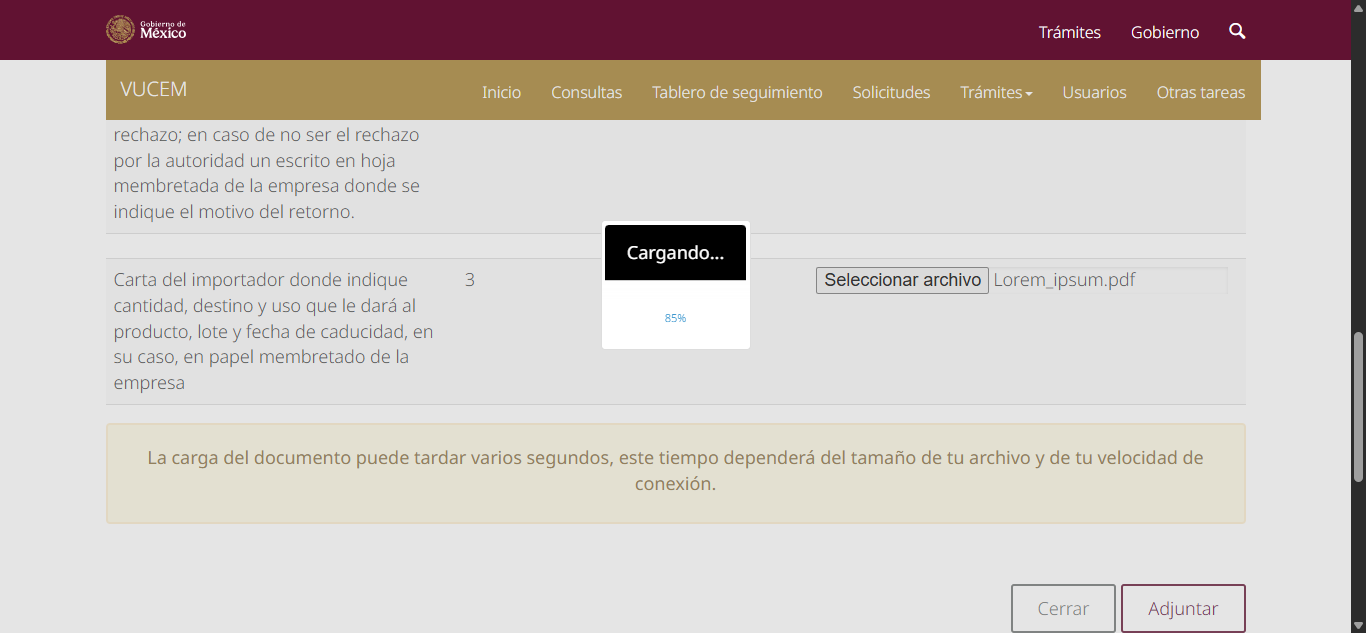 Gobierno de
México
Trámites
Gobierno
VUCEM
Inicio
Consultas
Tablero de seguimiento
Solicitudes
Trámites
Usuarios
Otras tareas
rechazo; en caso de no ser el rechazo
por la autoridad un escrito en hoja
membretada de la empresa donde se
indique el motivo del retorno.
Cargando...
85%
Carta del importador donde indique
cantidad, destino y uso que le dará al
producto, lote y fecha de caducidad, en
su caso, en papel membretado de la
empresa
3
Seleccionar archivo Lorem_ipsum.pdf
La carga del documento puede tardar varios segundos, este tiempo dependerá del tamaño de tu archivo y de tu velocidad de
conexión.
Cerrar
Adjuntar